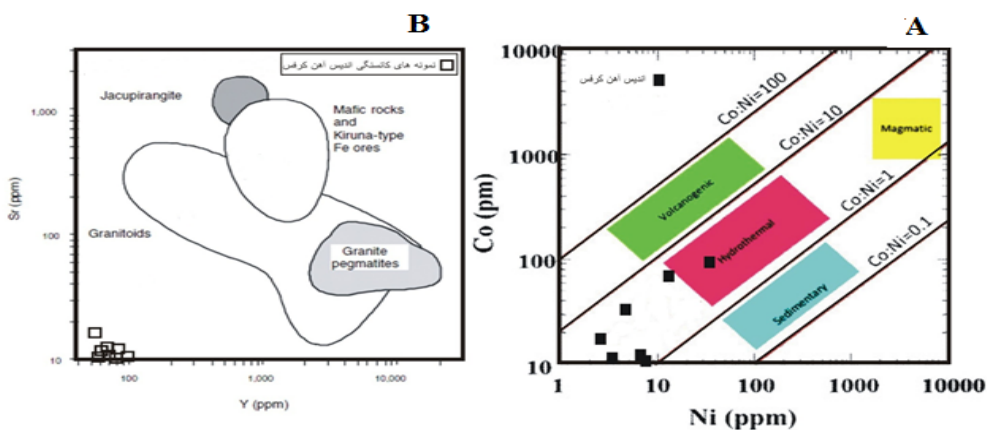 B
نمونه های کانسنگی اندیس اهن کرفس
1,000
100
10
Sr (ppm)
Jacupirangite
Mafic rocks
and
Kiruna-type
Fe ores
Granitoids
Granite
pegmatites
100
1,000
10,000
Y (ppm)
A
اندیس اهن کرفس
10000
1000
100
10
Co (pm)
Co:Ni=100
Co:Ni=10
Co:Ni=1
Co:Ni=0.1
Magmatic
Volcanogenic
Hydrothermal
Sedimentary
1
10
100
1000
10000
Ni (ppm)